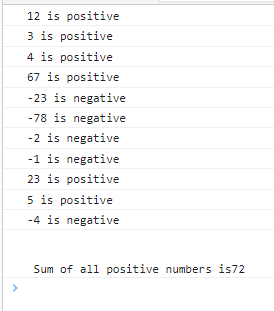 12 is positive
3 is positive
4 is positive
67 is positive
-23 is negative
-78 is negative
-2 is negative
-1 is negative
23 is positive
5 is positive
-4 is negative
Sum of all positive numbers is72
>